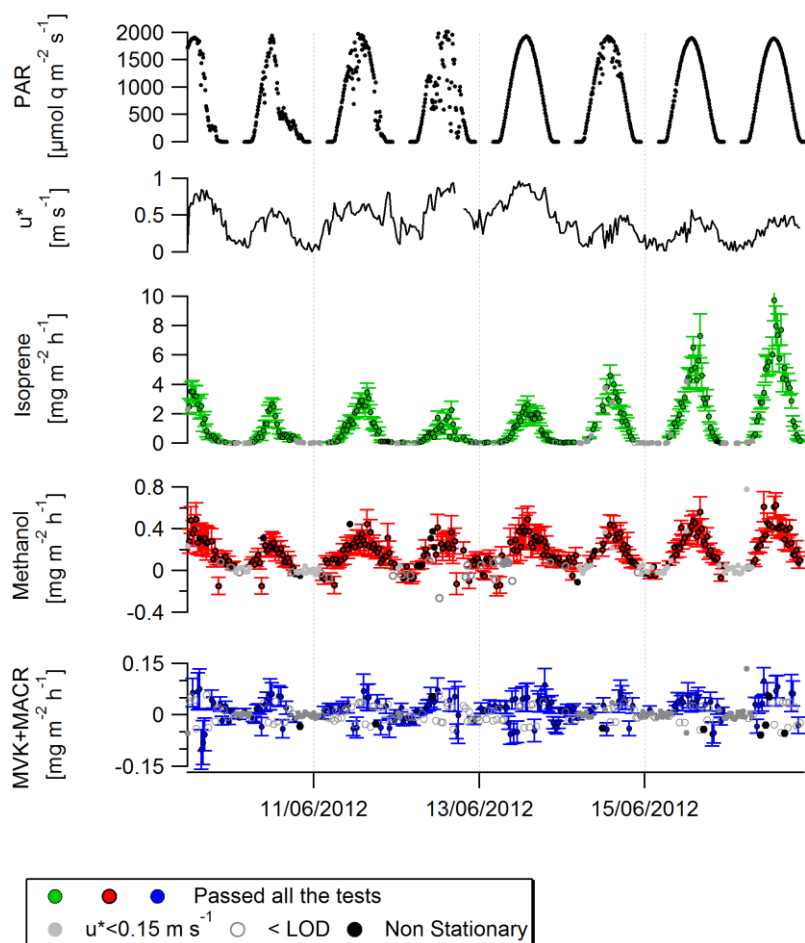 PAR
[µmol q m-2 s-1]
2000
1500
1000
500
0
u*
[m s-1]
1
0.5
0
Isoprene
[mg m-2 h-1]
10
8
6
4
2
0
Methanol
[mg m-2 h-1]
0.8
0.4
0
-0.4
MVK+MACR
[mg m-2 h-1]
0.15
0
-0.15
11/06/2012 13/06/2012 15/06/2012
Passed all the tests
u*<0.15 m s-1 < LOD Non Stationary